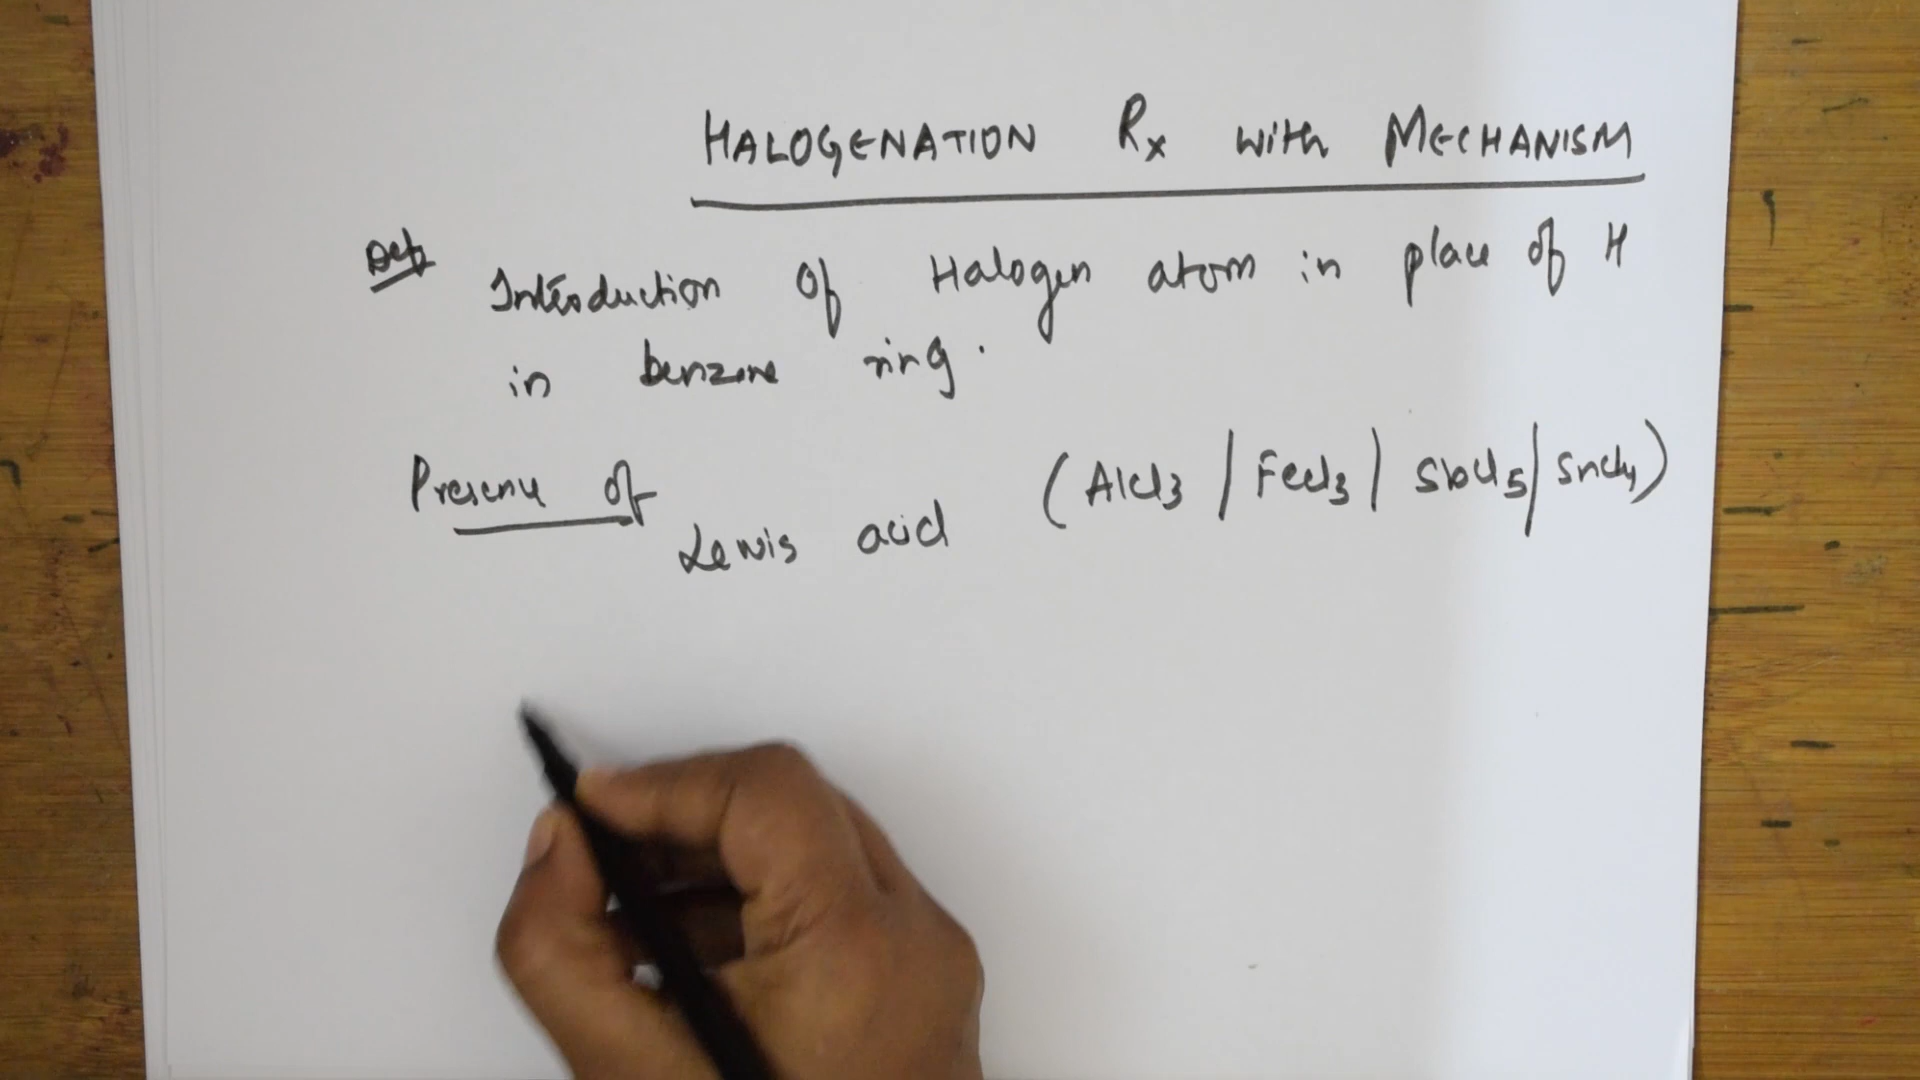 HALOGENATION Rx with MECHANISM
Def Introduction of Halogen atom in place of H
in benzene ring.
Presence of Lewis acid (AlCl3 / FeCl3 / SbCl5 / SnCl4)